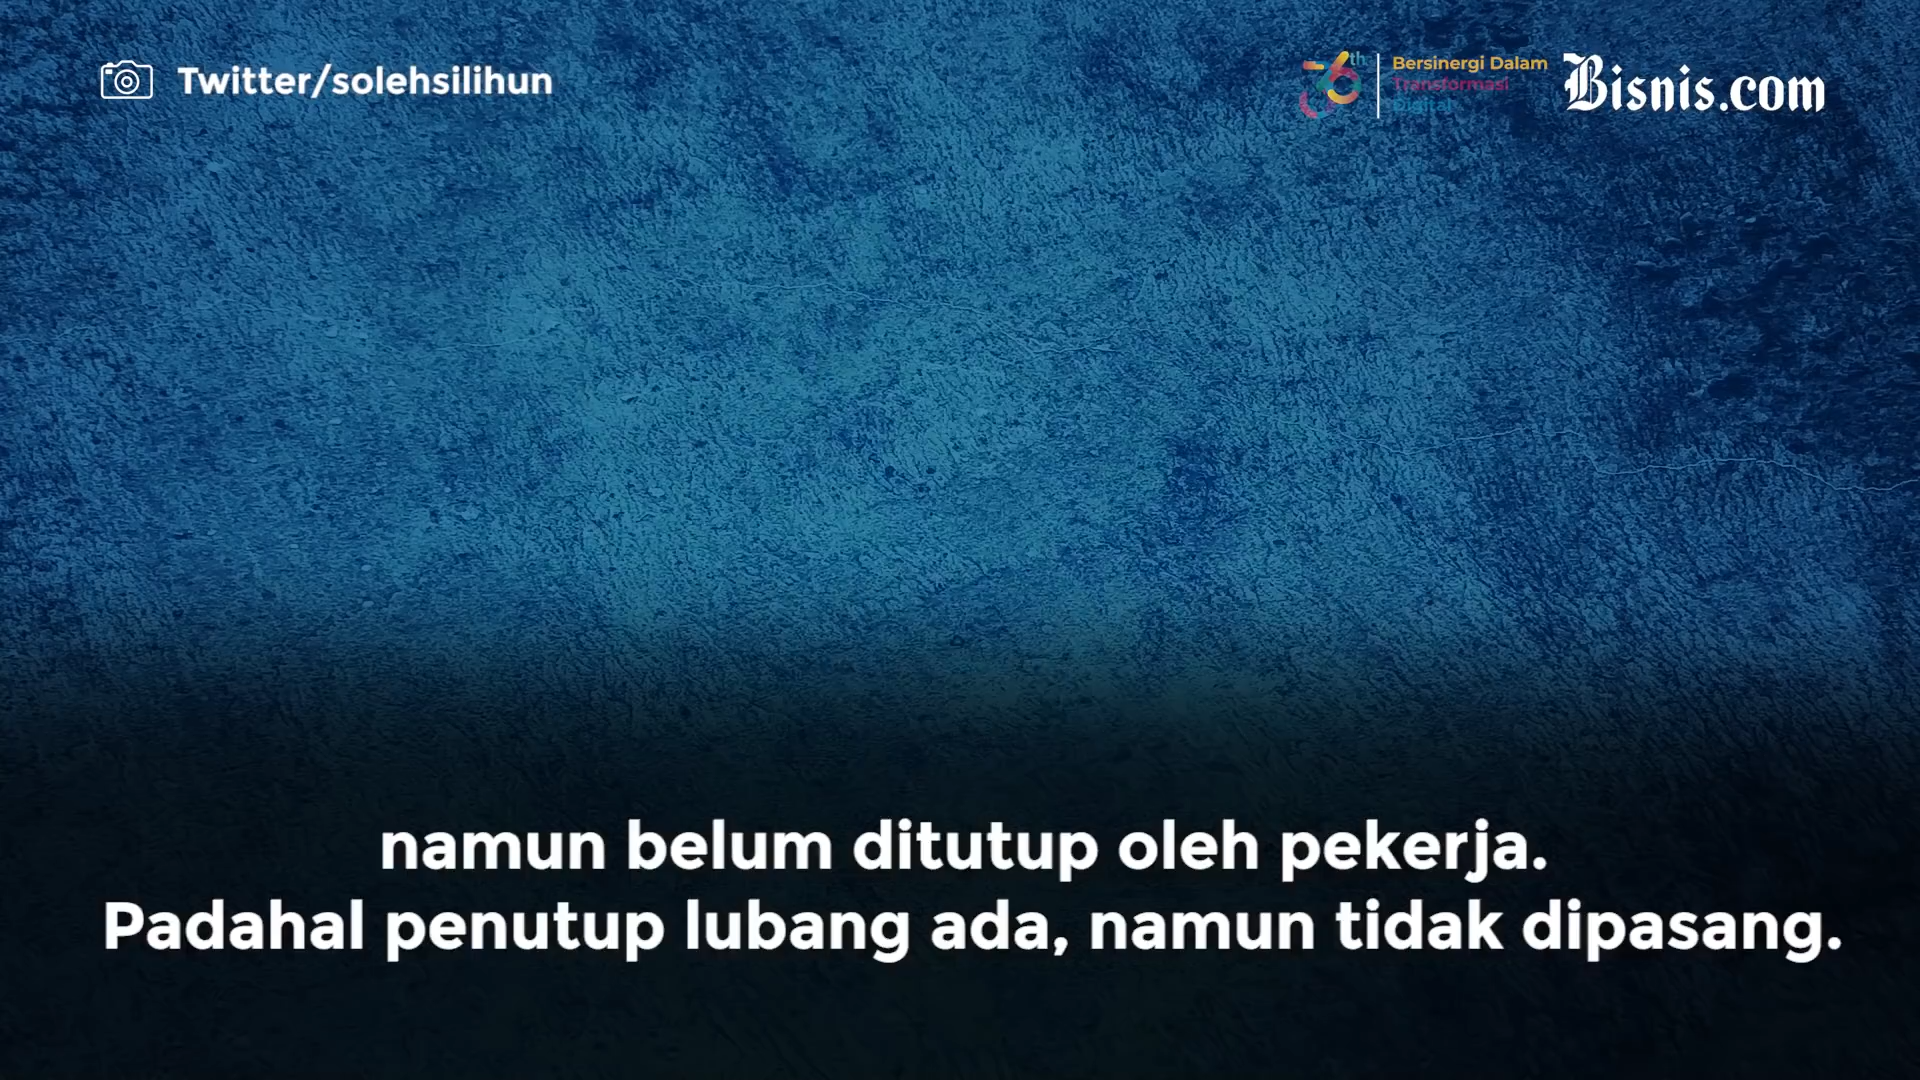 Twitter/solehsilihun
36th
Bersinergi Dalam
Transformasi
Digital
Bisnis.com
namun belum ditutup oleh pekerja.
Padahal penutup lubang ada, namun tidak dipasang.